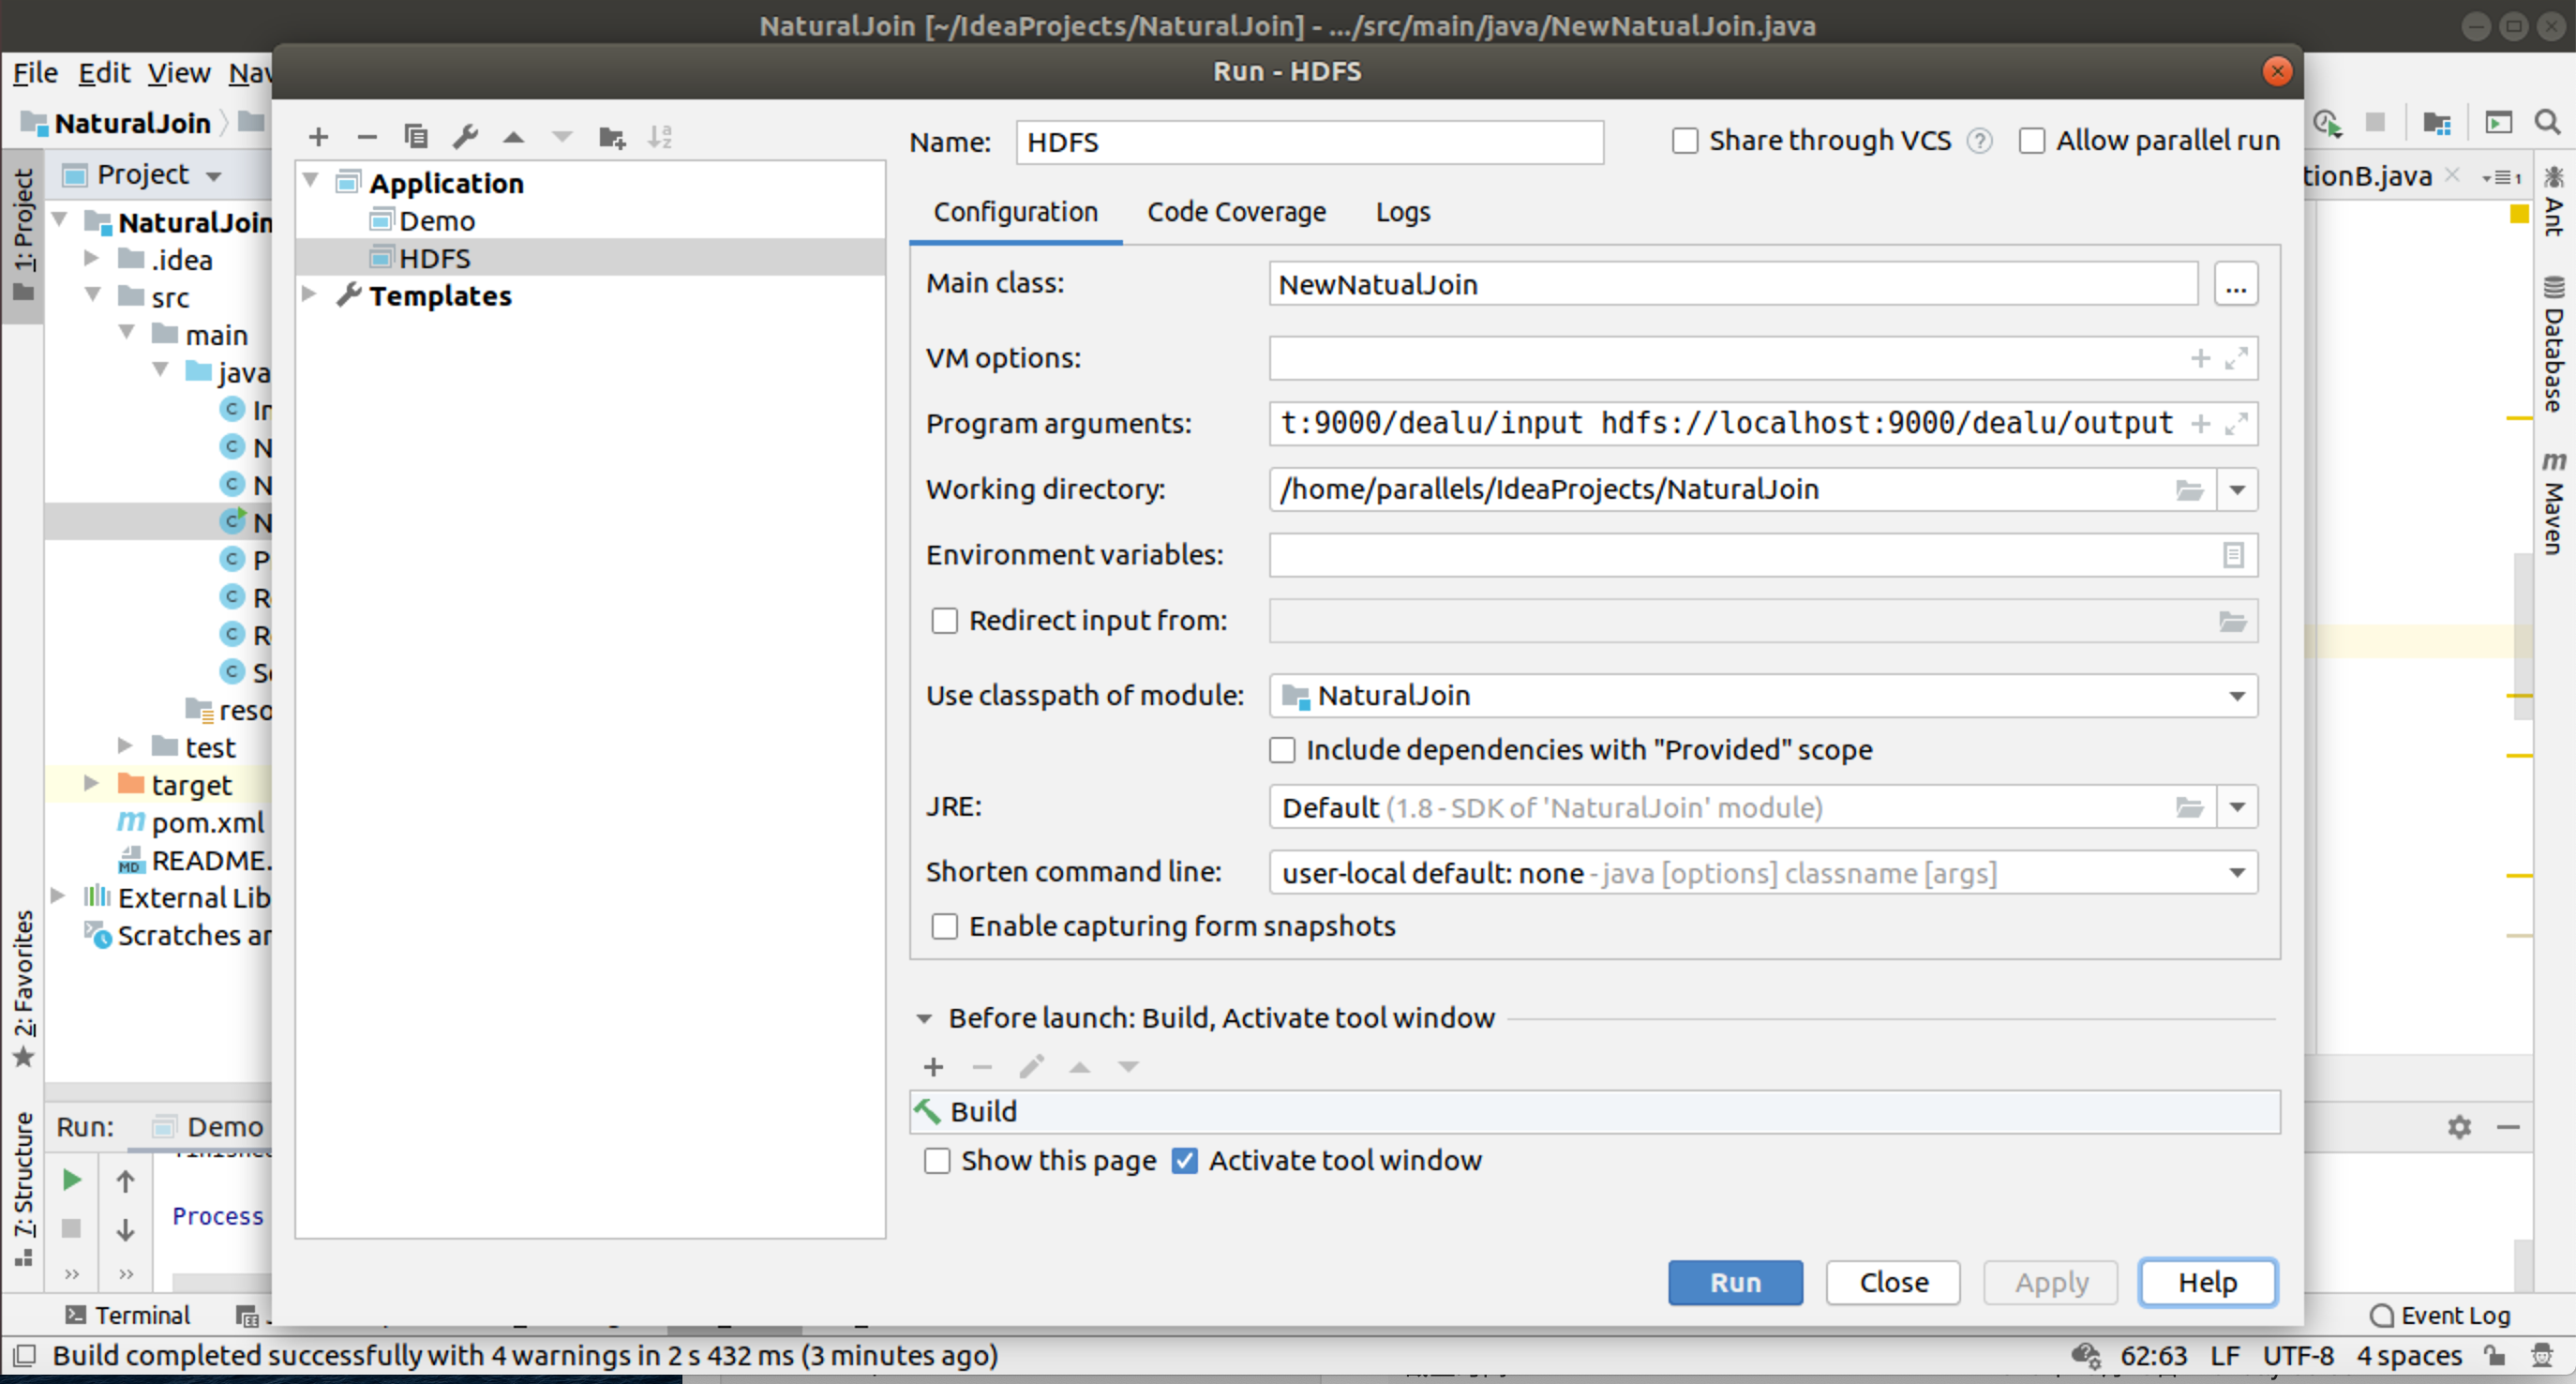 NaturalJoin [~/IdeaProjects/NaturalJoin] - .../src/main/java/NewNatualJoin.java
File Edit View Nav
Run - HDFS
NaturalJoin
Name: HDFS
Share through VCS ?
Allow parallel run
1: Project
Project
tionB.java
Ant
Database
Maven
NaturalJoin
.idea
src
main
java
In
N
N
N
P
R
R
Se
reso
test
target
pom.xml
README.
External Lib
Scratches ar
2: Favorites
7: Structure
Application
Demo
HDFS
Templates
Configuration Code Coverage Logs
Main class: NewNatualJoin ...
VM options:
Program arguments: t:9000/dealu/input hdfs://localhost:9000/dealu/output
Working directory: /home/parallels/IdeaProjects/NaturalJoin
Environment variables:
Redirect input from:
Use classpath of module: NaturalJoin
Include dependencies with "Provided" scope
JRE: Default (1.8 - SDK of 'NaturalJoin' module)
Shorten command line: user-local default: none - java [options] classname [args]
Enable capturing form snapshots
Before launch: Build, Activate tool window
Build
Show this page Activate tool window
Run: Demo
Process
Run Close Apply Help
Terminal
Event Log
Build completed successfully with 4 warnings in 2 s 432 ms (3 minutes ago)
62:63 LF UTF-8 4 spaces